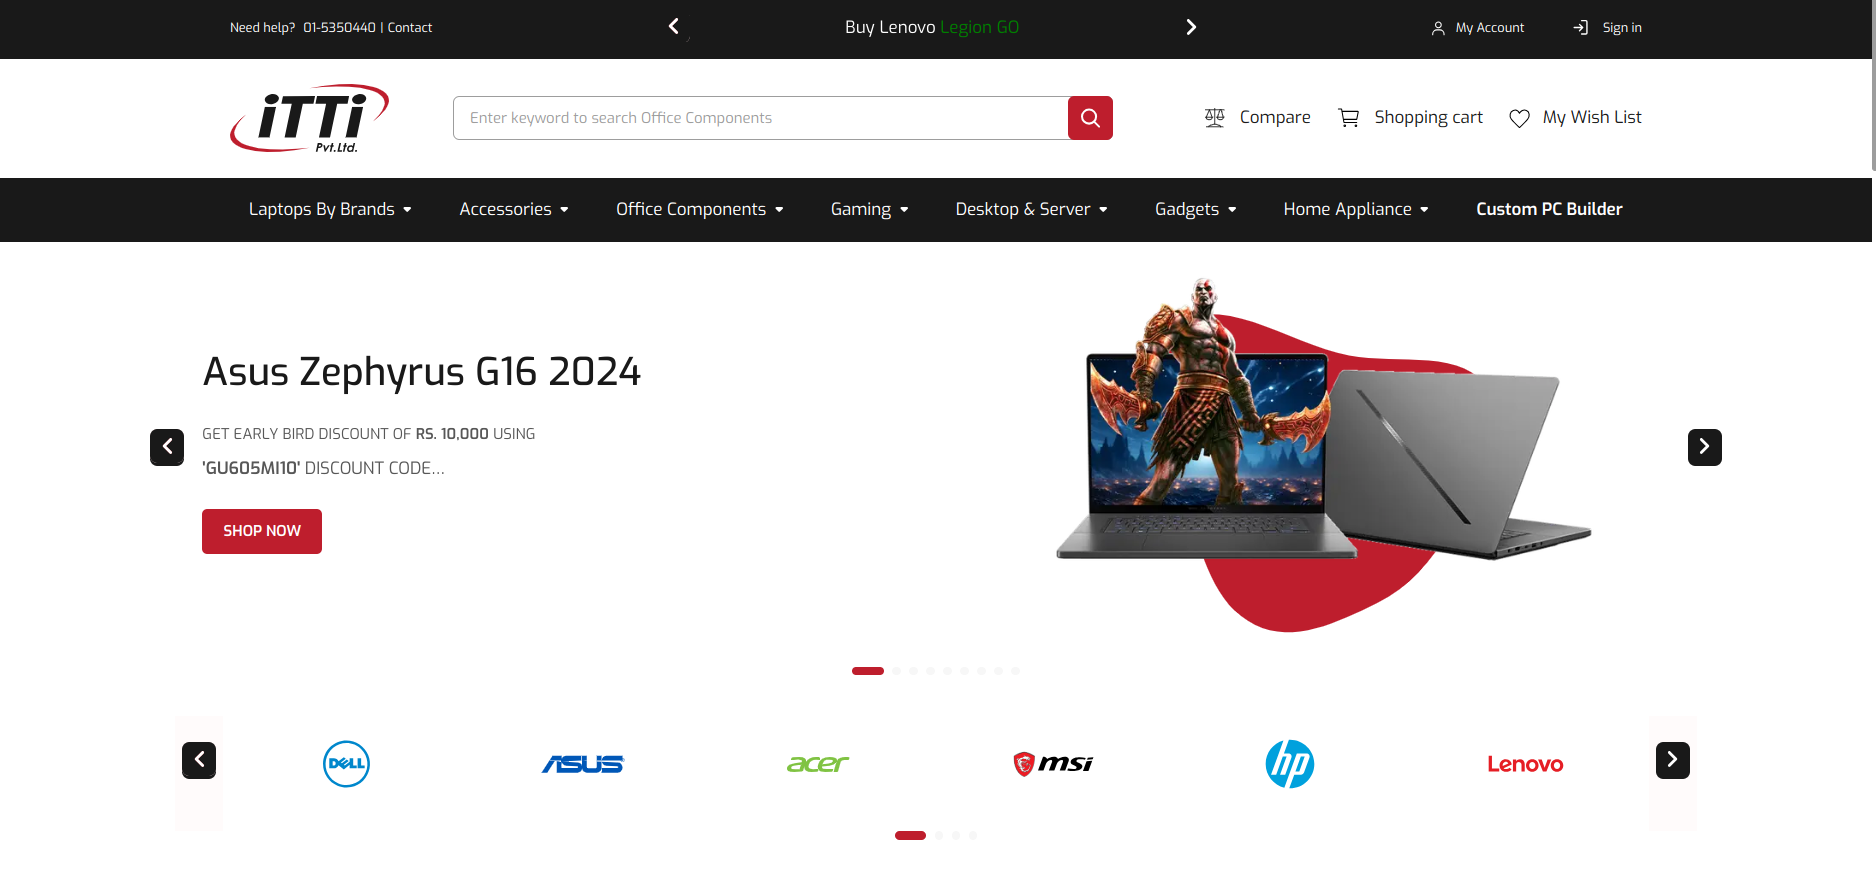 Need help? 01-5350440 | Contact
Buy Lenovo Legion GO
My Account
Sign in
iTTi
Pvt.Ltd.
Enter keyword to search Office Components
Compare
Shopping cart
My Wish List
Laptops By Brands
Accessories
Office Components
Gaming
Desktop & Server
Gadgets
Home Appliance
Custom PC Builder
Asus Zephyrus G16 2024
GET EARLY BIRD DISCOUNT OF RS. 10,000 USING
'GU605MI10' DISCOUNT CODE...
SHOP NOW
DELL
ASUS
acer
msi
hp
Lenovo